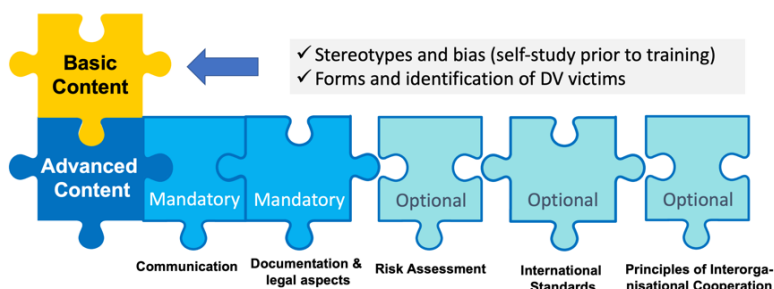 Basic
Content
✓ Stereotypes and bias (self-study prior to training)
✓ Forms and identification of DV victims
Advanced
Content
Mandatory
Mandatory
Optional
Optional
Optional
Communication
Documentation &
legal aspects
Risk Assessment
International
Standards
Principles of Interorga-
nisational Cooperation